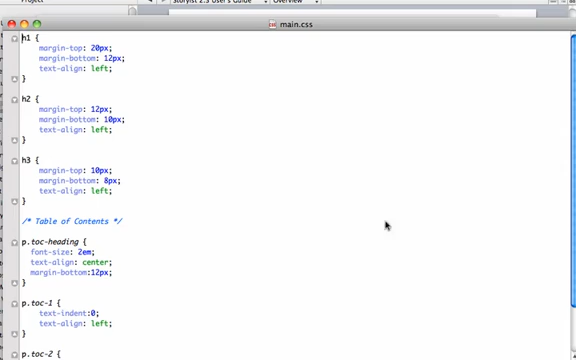 Project
Storyist 2.3 User's Guide
Overview
main.css
h1 {
margin-top: 20px;
margin-bottom: 12px;
text-align: left;
}
h2 {
margin-top: 12px;
margin-bottom: 10px;
text-align: left;
}
h3 {
margin-top: 10px;
margin-bottom: 8px;
text-align: left;
}
/* Table of Contents */
p.toc-heading {
font-size: 2em;
text-align: center;
margin-bottom:12px;
}
p.toc-1 {
text-indent:0;
text-align: left;
}
p.toc-2 {